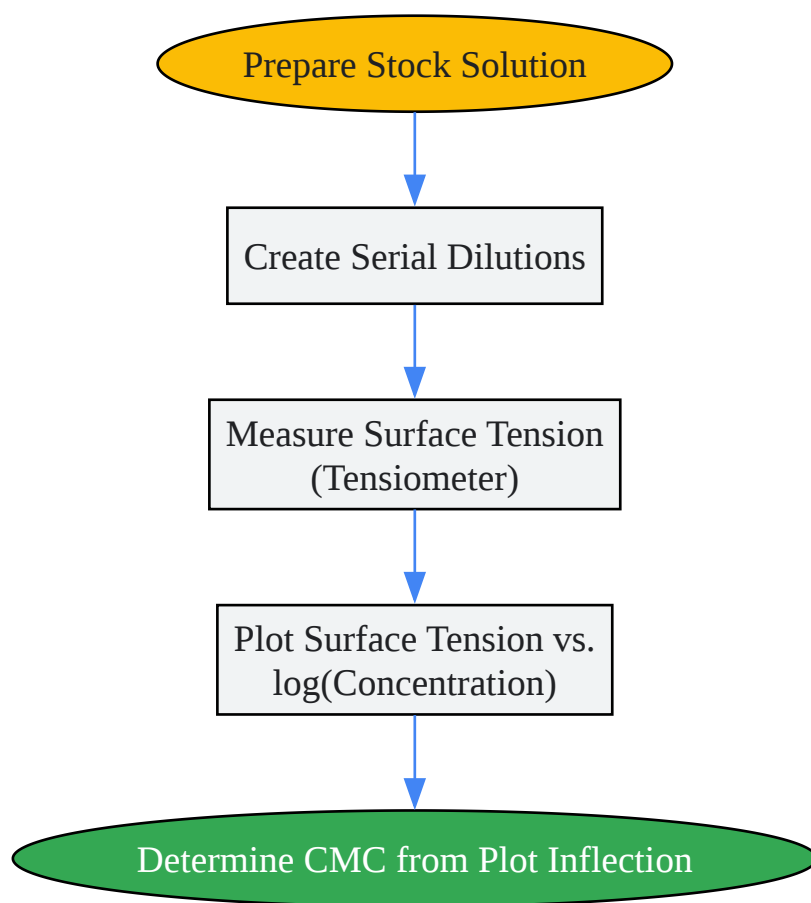 Prepare Stock Solution
Create Serial Dilutions
Measure Surface Tension
(Tensiometer)
Plot Surface Tension vs.
log(Concentration)
Determine CMC from Plot Inflection